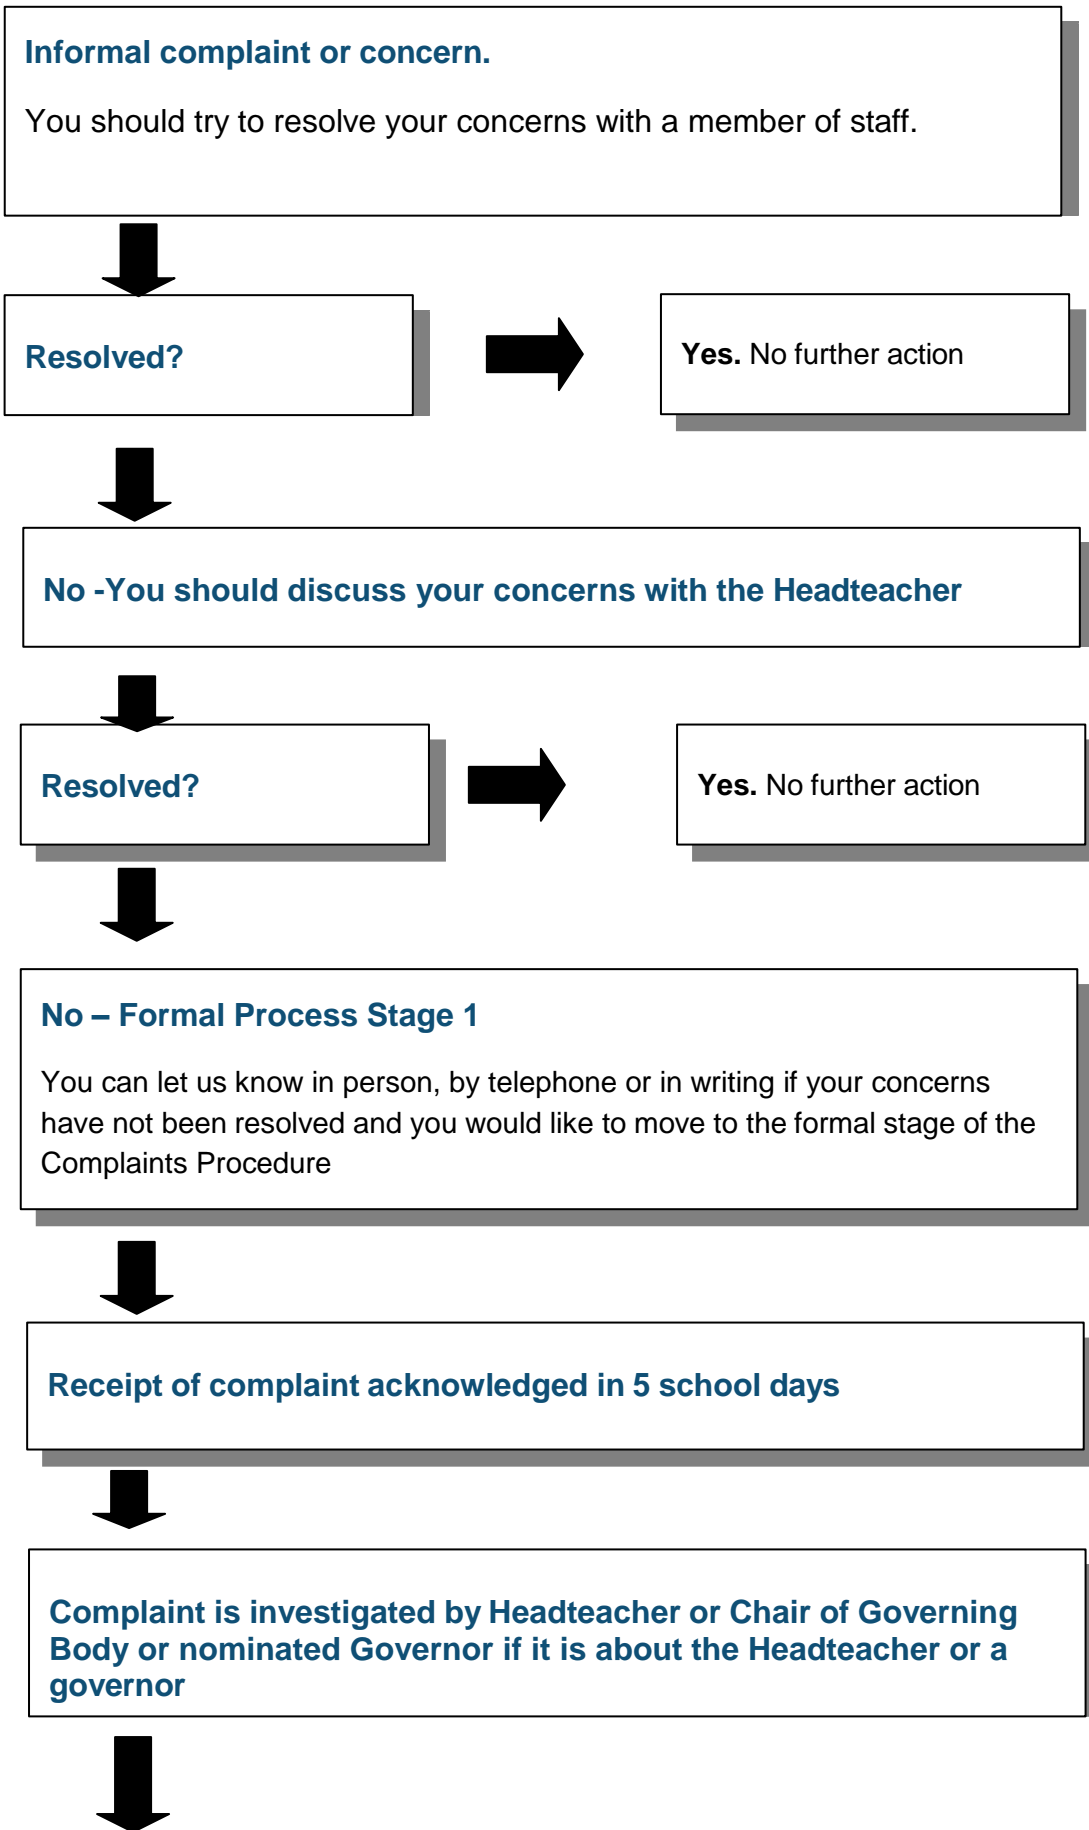 Informal complaint or concern.
You should try to resolve your concerns with a member of staff.
Resolved?
Yes. No further action
No -You should discuss your concerns with the Headteacher
Resolved?
Yes. No further action
No – Formal Process Stage 1
You can let us know in person, by telephone or in writing if your concerns
have not been resolved and you would like to move to the formal stage of the
Complaints Procedure
Receipt of complaint acknowledged in 5 school days
Complaint is investigated by Headteacher or Chair of Governing
Body or nominated Governor if it is about the Headteacher or a
governor